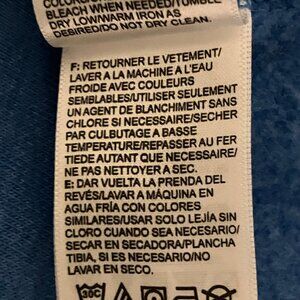 BLEACH WHEN NEEDED/TUMBLE
DRY LOW/WARM IRON AS
DESIRED/DO NOT DRY CLEAN.
F: RETOURNER LE VETEMENT/
LAVER A LA MACHINE A L'EAU
FROIDE AVEC COULEURS
SEMBLABLES/UTILISER SEULEMENT
UN AGENT DE BLANCHIMENT SANS
CHLORE SI NECESSAIRE/SECHER
PAR CULBUTAGE A BASSE
TEMPERATURE/REPASSER AU FER
TIEDE AUTANT QUE NECESSAIRE/
NE PAS NETTOYER A SEC.
E: DAR VUELTA LA PRENDA DEL
REVÉS/LAVAR A MÁQUINA EN
AGUA FRÍA CON COLORES
SIMILARES/USAR SOLO LEJÍA SIN
CLORO CUANDO SEA NECESARIO/
SECAR EN SECADORA/PLANCHA
TIBIA, SI ES NECESARIO/NO
LAVAR EN SECO.
30C